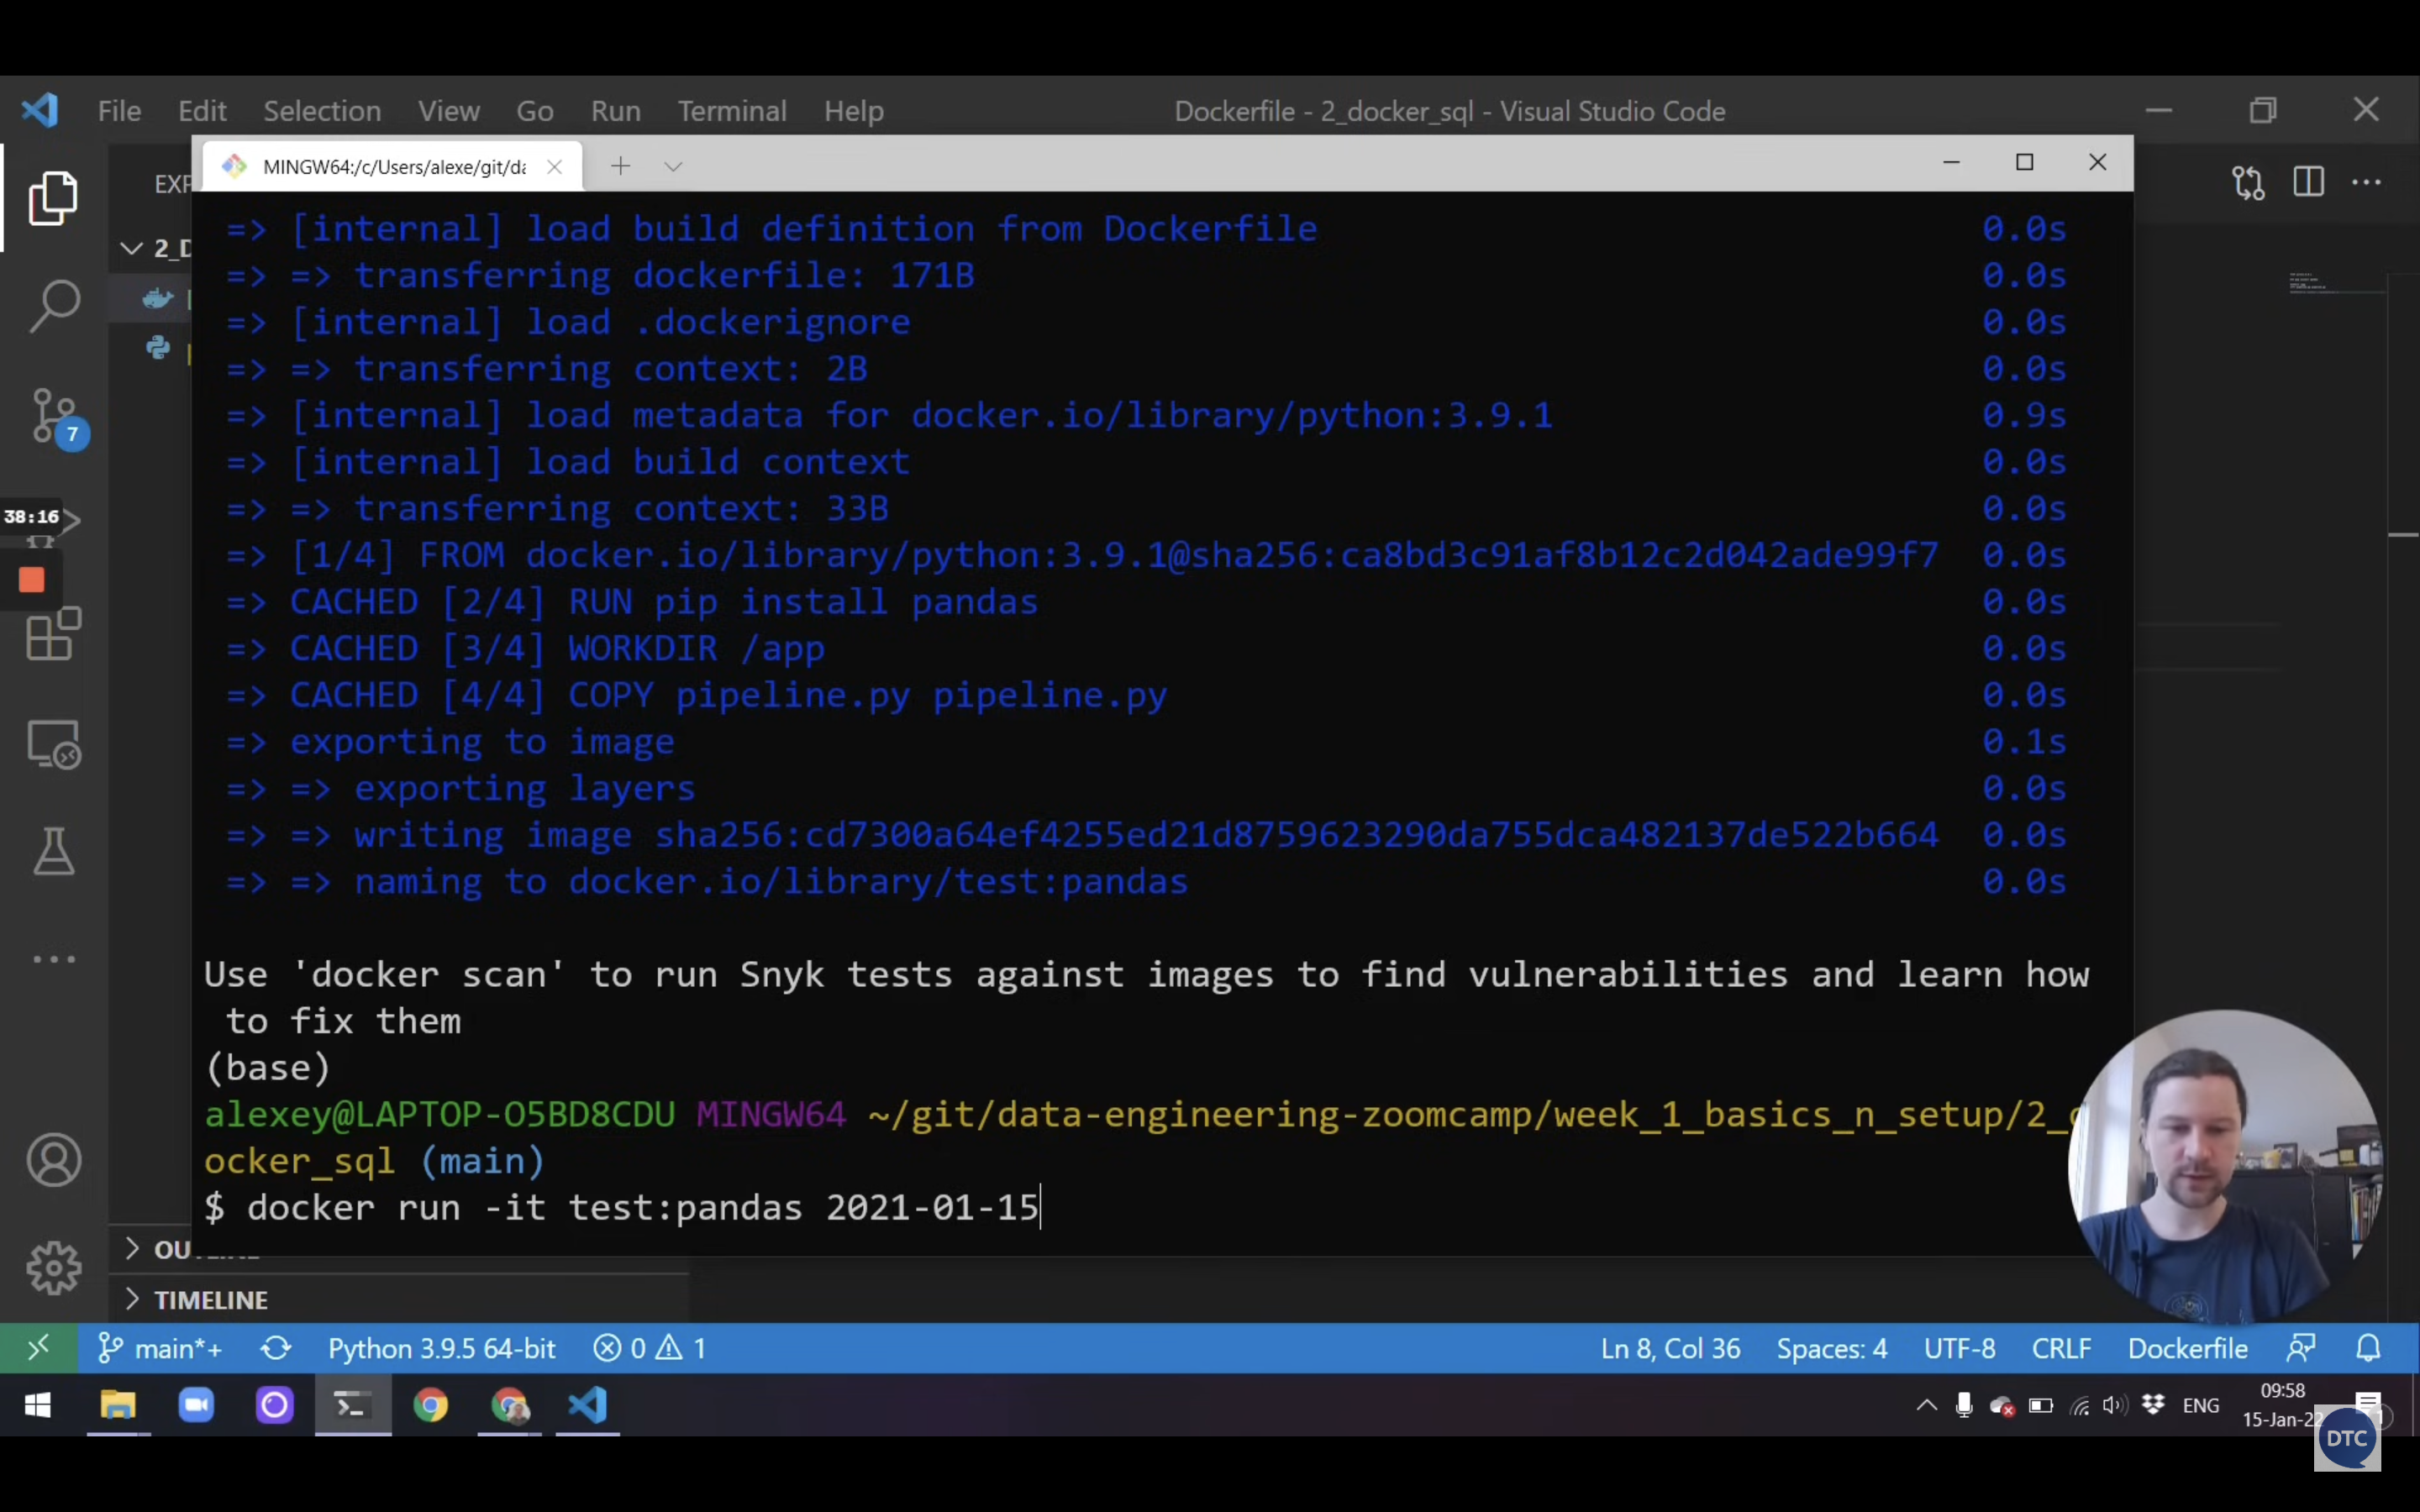 File Edit Selection View Go Run Terminal Help Dockerfile - 2_docker_sql - Visual Studio Code
MINGW64:/c/Users/alexe/git/da
EXP
2_D
7
38:16
=> [internal] load build definition from Dockerfile 0.0s
=> => transferring dockerfile: 171B 0.0s
=> [internal] load .dockerignore 0.0s
=> => transferring context: 2B 0.0s
=> [internal] load metadata for docker.io/library/python:3.9.1 0.9s
=> [internal] load build context 0.0s
=> => transferring context: 33B 0.0s
=> [1/4] FROM docker.io/library/python:3.9.1@sha256:ca8bd3c91af8b12c2d042ade99f7 0.0s
=> CACHED [2/4] RUN pip install pandas 0.0s
=> CACHED [3/4] WORKDIR /app 0.0s
=> CACHED [4/4] COPY pipeline.py pipeline.py 0.0s
=> exporting to image 0.1s
=> => exporting layers 0.0s
=> => writing image sha256:cd7300a64ef4255ed21d8759623290da755dca482137de522b664 0.0s
=> => naming to docker.io/library/test:pandas 0.0s
Use 'docker scan' to run Snyk tests against images to find vulnerabilities and learn how
to fix them
(base)
alexey@LAPTOP-O5BD8CDU MINGW64 ~/git/data-engineering-zoomcamp/week_1_basics_n_setup/2_
ocker_sql (main)
$ docker run -it test:pandas 2021-01-15
OUTLINE
TIMELINE
main*+ Python 3.9.5 64-bit 0 1 Ln 8, Col 36 Spaces: 4 UTF-8 CRLF Dockerfile
ENG 09:58
15-Jan-22
1
DTC